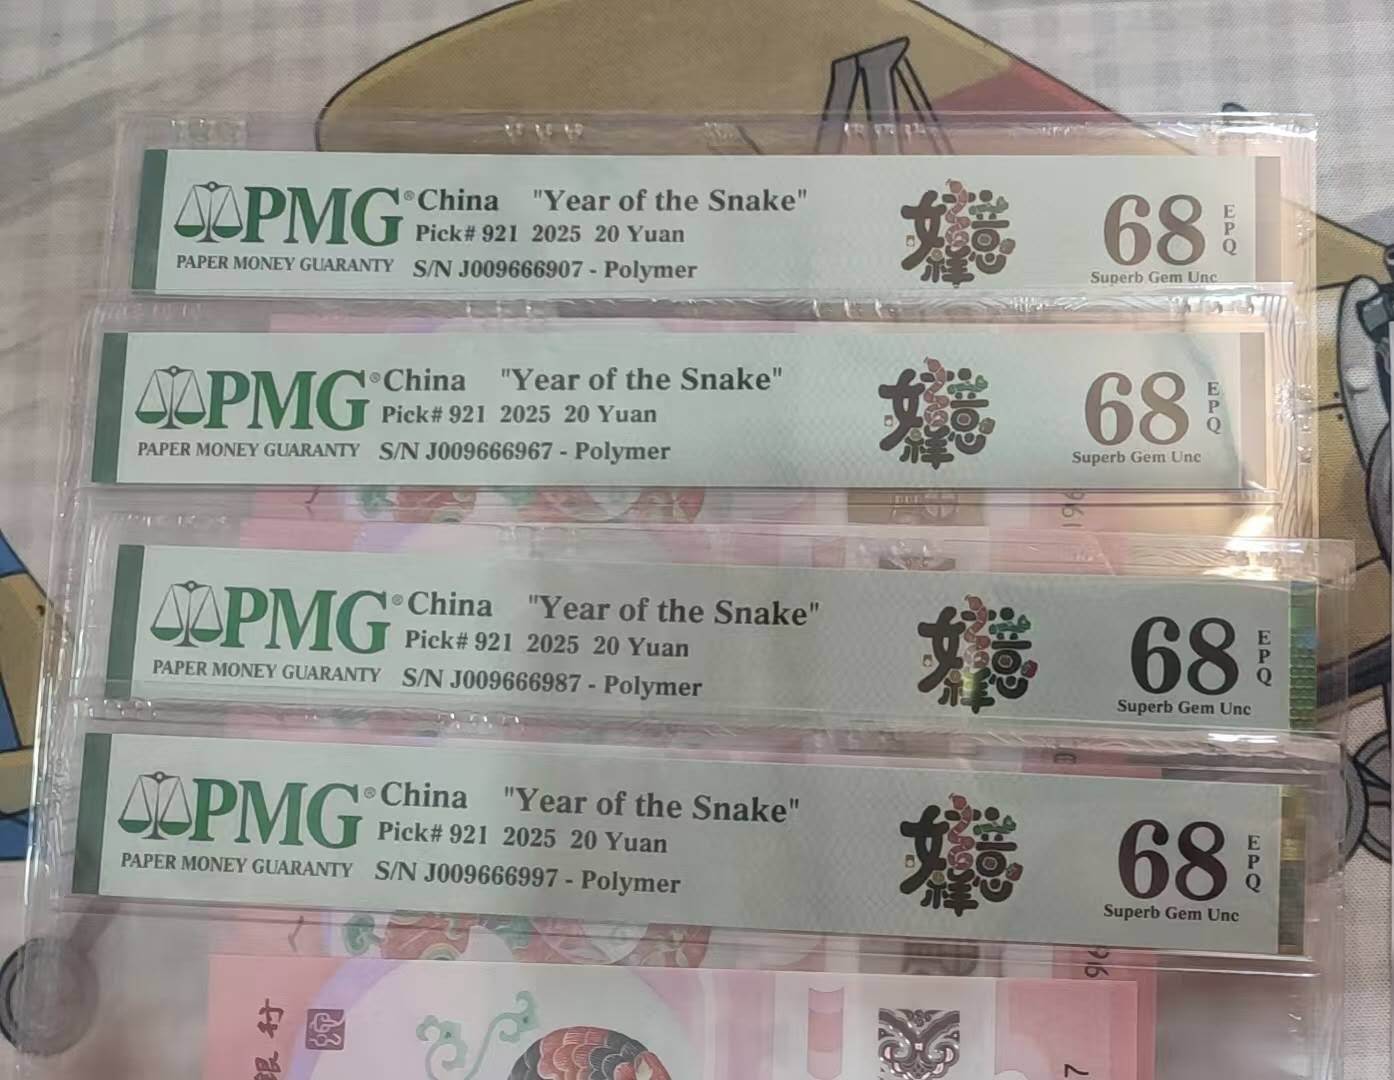 PMG® China "Year of the Snake"
Pick# 921 2025 20 Yuan
PAPER MONEY GUARANTY S/N J009666907 - Polymer
68 EPQ
Superb Gem Unc
PMG® China "Year of the Snake"
Pick# 921 2025 20 Yuan
PAPER MONEY GUARANTY S/N J009666967 - Polymer
68 EPQ
Superb Gem Unc
PMG® China "Year of the Snake"
Pick# 921 2025 20 Yuan
PAPER MONEY GUARANTY S/N J009666987 - Polymer
68 EPQ
Superb Gem Unc
PMG® China "Year of the Snake"
Pick# 921 2025 20 Yuan
PAPER MONEY GUARANTY S/N J009666997 - Polymer
68 EPQ
Superb Gem Unc
银行
7